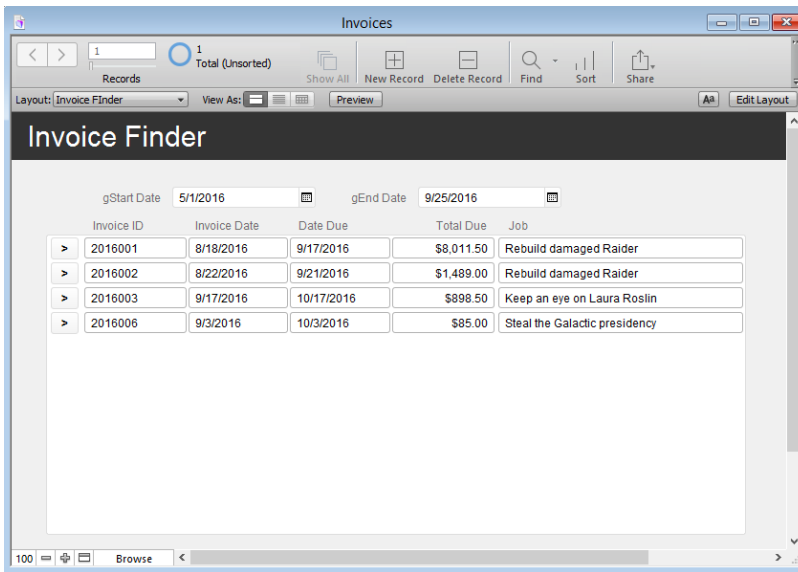 Invoices
1
1
Total (Unsorted)
Records
Show All New Record Delete Record Find Sort Share
Layout: Invoice FInder View As: Preview Aa Edit Layout
Invoice Finder
gStart Date 5/1/2016 gEnd Date 9/25/2016
Invoice ID Invoice Date Date Due Total Due Job
> 2016001 8/18/2016 9/17/2016 $8,011.50 Rebuild damaged Raider
> 2016002 8/22/2016 9/21/2016 $1,489.00 Rebuild damaged Raider
> 2016003 9/17/2016 10/17/2016 $898.50 Keep an eye on Laura Roslin
> 2016006 9/3/2016 10/3/2016 $85.00 Steal the Galactic presidency
100 Browse